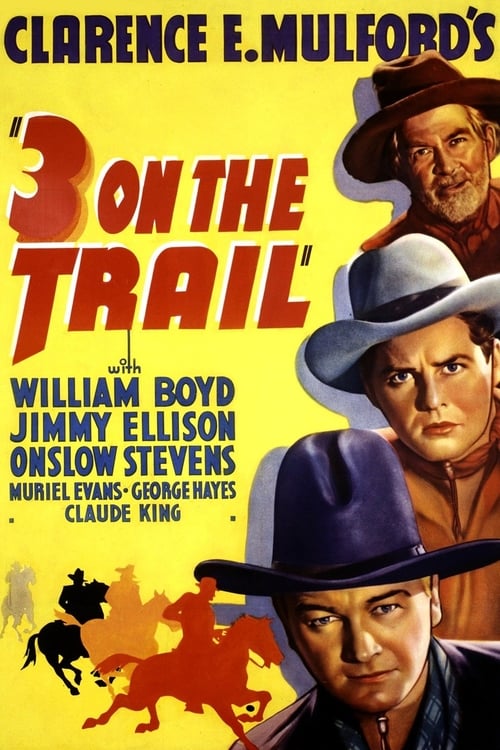 CLARENCE E. MULFORD'S
"3 ON THE
TRAIL"
with
WILLIAM BOYD
JIMMY ELLISON
ONSLOW STEVENS
MURIEL EVANS · GEORGE HAYES
· CLAUDE KING ·